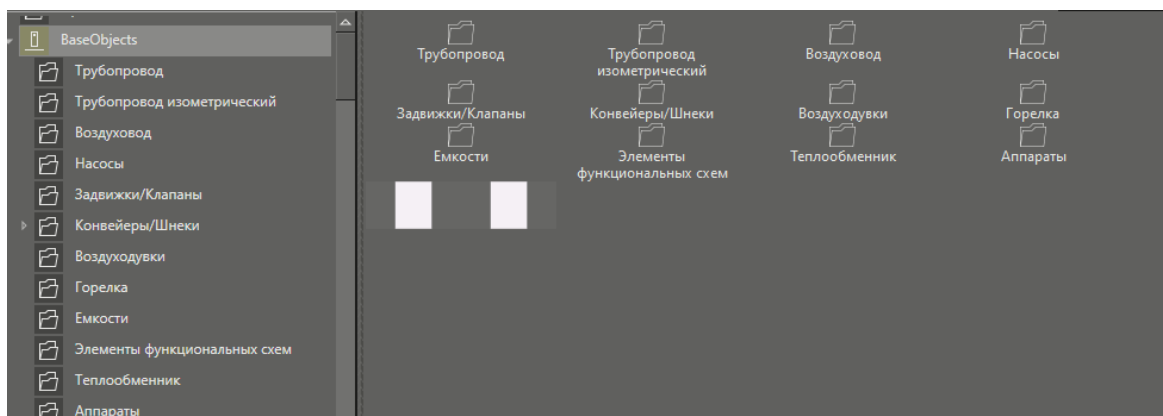 BaseObjects
Трубопровод
Трубопровод изометрический
Воздуховод
Насосы
Задвижки/Клапаны
Конвейеры/Шнеки
Воздуходувки
Горелка
Емкости
Элементы функциональных схем
Теплообменник
Аппараты
Трубопровод
Трубопровод
изометрический
Воздуховод
Насосы
Задвижки/Клапаны
Конвейеры/Шнеки
Воздуходувки
Горелка
Емкости
Элементы
функциональных схем
Теплообменник
Аппараты